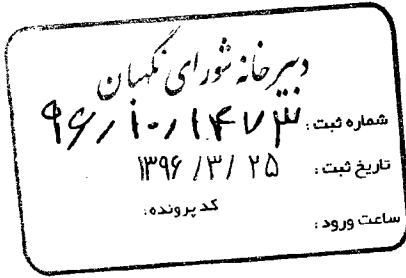 دبیرخانه شورای نگهبان
شماره ثبت: ۹۶/۱۰/۱۴۷۳
تاریخ ثبت: ۱۳۹۶/۳/۲۵
کد پرونده:
ساعت ورود: